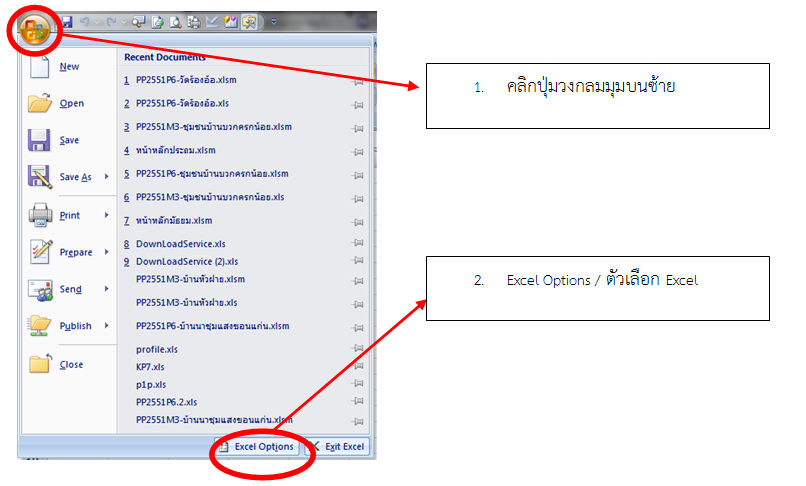 Recent Documents
New
1 PP2551P6-วัดร้องอ้อ.xlsm
Open
2 PP2551P6-วัดร้องอ้อ.xls
3 PP2551M3-ชุมชนบ้านบวกครกน้อย.xlsm
Save
4 หน้าหลักประถม.xlsm
Save As
5 PP2551P6-ชุมชนบ้านบวกครกน้อย.xlsm
6 PP2551M3-ชุมชนบ้านบวกครกน้อย.xls
Print
7 หน้าหลักมัธยม.xlsm
8 DownLoadService.xls
Prepare
9 DownLoadService (2).xls
PP2551M3-บ้านหัวฝาย.xlsm
Send
PP2551M3-บ้านหัวฝาย.xls
Publish
PP2551P6-บ้านนาชุมแสงขอนแก่น.xlsm
profile.xls
Close
KP7.xls
p1p.xls
PP2551P6.2.xls
PP2551M3-บ้านนาชุมแสงขอนแก่น.xlsm
Excel Options
Exit Excel
1. คลิกปุ่มวงกลมมุมบนซ้าย
2. Excel Options / ตัวเลือก Excel